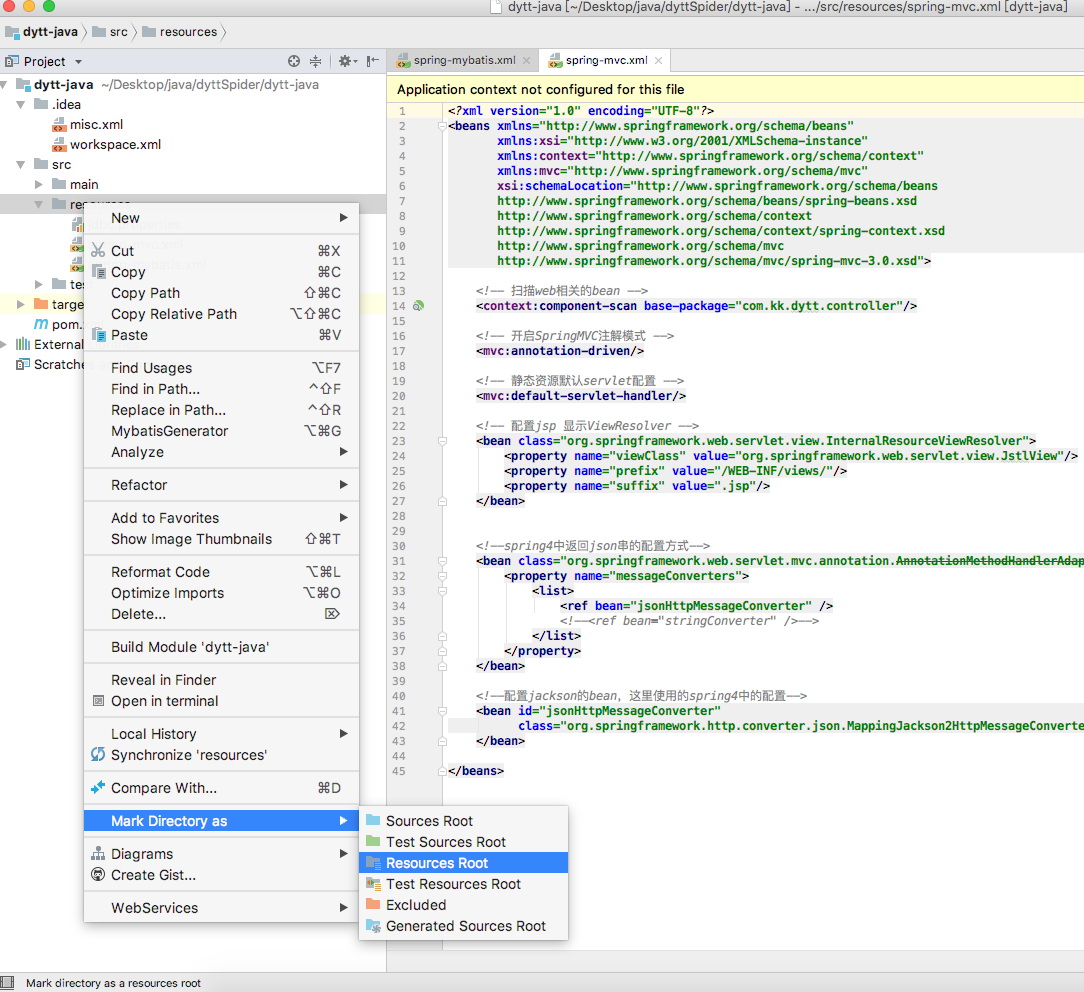 dytt-java [~/Desktop/java/dyttSpider/dytt-java] - .../src/resources/spring-mvc.xml [dytt-java]
dytt-java src resources
Project
spring-mybatis.xml spring-mvc.xml
Application context not configured for this file
dytt-java ~/Desktop/java/dyttSpider/dytt-java
.idea
misc.xml
workspace.xml
src
main
pom.
External
New
Cut ⌘X
Copy ⌘C
Copy Path ⇧⌘C
Copy Relative Path ⌥⇧⌘C
Paste ⌘V
Find Usages ⌥F7
Find in Path... ^⇧F
Replace in Path... ^⇧R
MybatisGenerator ⌥⌘G
Analyze
Refactor
Add to Favorites
Show Image Thumbnails ⇧⌘T
Reformat Code ⌥⌘L
Optimize Imports ⌥⌘O
Delete... ⌦
Build Module 'dytt-java'
Reveal in Finder
Open in terminal
Local History
Synchronize 'resources'
Compare With... ⌘D
Mark Directory as
Diagrams
Create Gist...
WebServices
Sources Root
Test Sources Root
Resources Root
Test Resources Root
Excluded
Generated Sources Root
1 <?xml version="1.0" encoding="UTF-8"?>
2 <beans xmlns="http://www.springframework.org/schema/beans"
3 xmlns:xsi="http://www.w3.org/2001/XMLSchema-instance"
4 xmlns:context="http://www.springframework.org/schema/context"
5 xmlns:mvc="http://www.springframework.org/schema/mvc"
6 xsi:schemaLocation="http://www.springframework.org/schema/beans
7 http://www.springframework.org/schema/beans/spring-beans.xsd
8 http://www.springframework.org/schema/context
9 http://www.springframework.org/schema/context/spring-context.xsd
10 http://www.springframework.org/schema/mvc
11 http://www.springframework.org/schema/mvc/spring-mvc-3.0.xsd">
12
13 <!-- 扫描web相关的bean -->
14 <context:component-scan base-package="com.kk.dytt.controller"/>
15
16 <!-- 开启SpringMVC注解模式 -->
17 <mvc:annotation-driven/>
18
19 <!-- 静态资源默认servlet配置 -->
20 <mvc:default-servlet-handler/>
21
22 <!-- 配置jsp 显示ViewResolver -->
23 <bean class="org.springframework.web.servlet.view.InternalResourceViewResolver">
24 <property name="viewClass" value="org.springframework.web.servlet.view.JstlView"/>
25 <property name="prefix" value="/WEB-INF/views/"/>
26 <property name="suffix" value=".jsp"/>
27 </bean>
28
29
30 <!--spring4中返回json串的配置方式-->
31 <bean class="org.springframework.web.servlet.mvc.annotation.AnnotationMethodHandlerAdap
32 <property name="messageConverters">
33 <list>
34 <ref bean="jsonHttpMessageConverter" />
35 <!--<ref bean="stringConverter" />-->
36 </list>
37 </property>
38 </bean>
39
40 <!--配置jackson的bean，这里使用的spring4中的配置-->
41 <bean id="jsonHttpMessageConverter"
42 class="org.springframework.http.converter.json.MappingJackson2HttpMessageConverte
43 </bean>
44
45 </beans>
Mark directory as a resources root